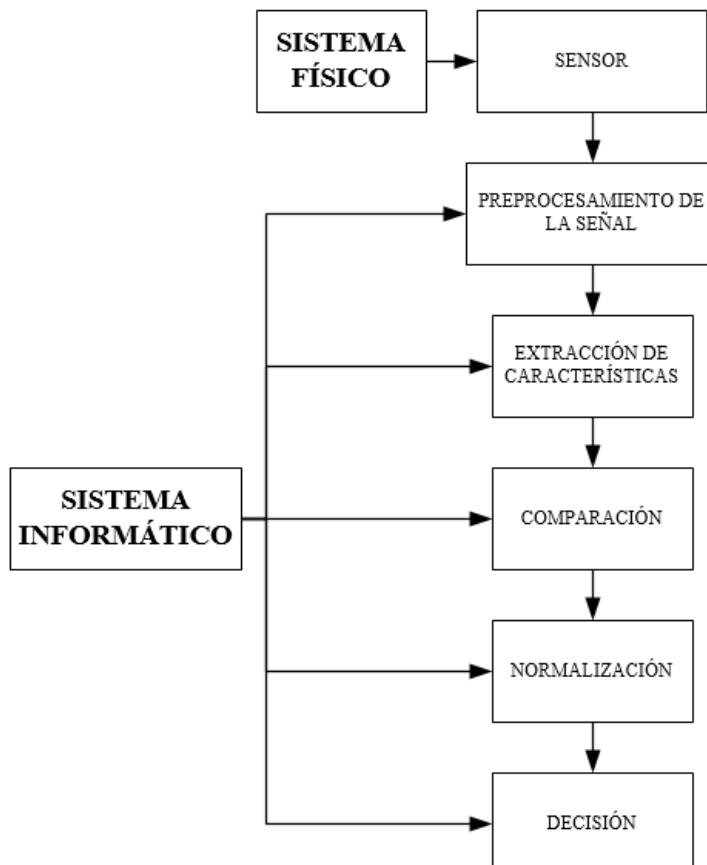 SISTEMA
FÍSICO
SENSOR
PREPROCESAMIENTO DE
LA SEÑAL
EXTRACCIÓN DE
CARACTERÍSTICAS
SISTEMA
INFORMÁTICO
COMPARACIÓN
NORMALIZACIÓN
DECISIÓN